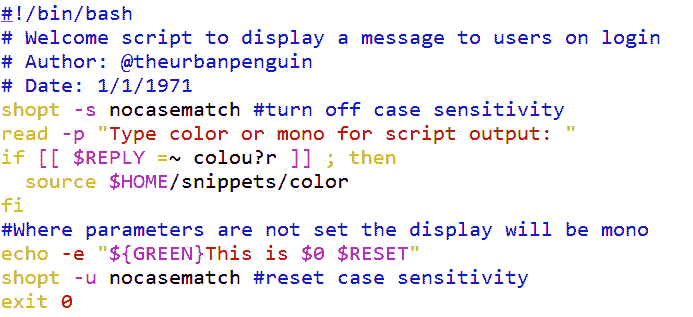 #!/bin/bash
# Welcome script to display a message to users on login
# Author: @theurbanpenguin
# Date: 1/1/1971
shopt -s nocasematch #turn off case sensitivity
read -p "Type color or mono for script output: "
if [[ $REPLY =~ colou?r ]] ; then
  source $HOME/snippets/color
fi
#Where parameters are not set the display will be mono
echo -e "${GREEN}This is $0 $RESET"
shopt -u nocasematch #reset case sensitivity
exit 0